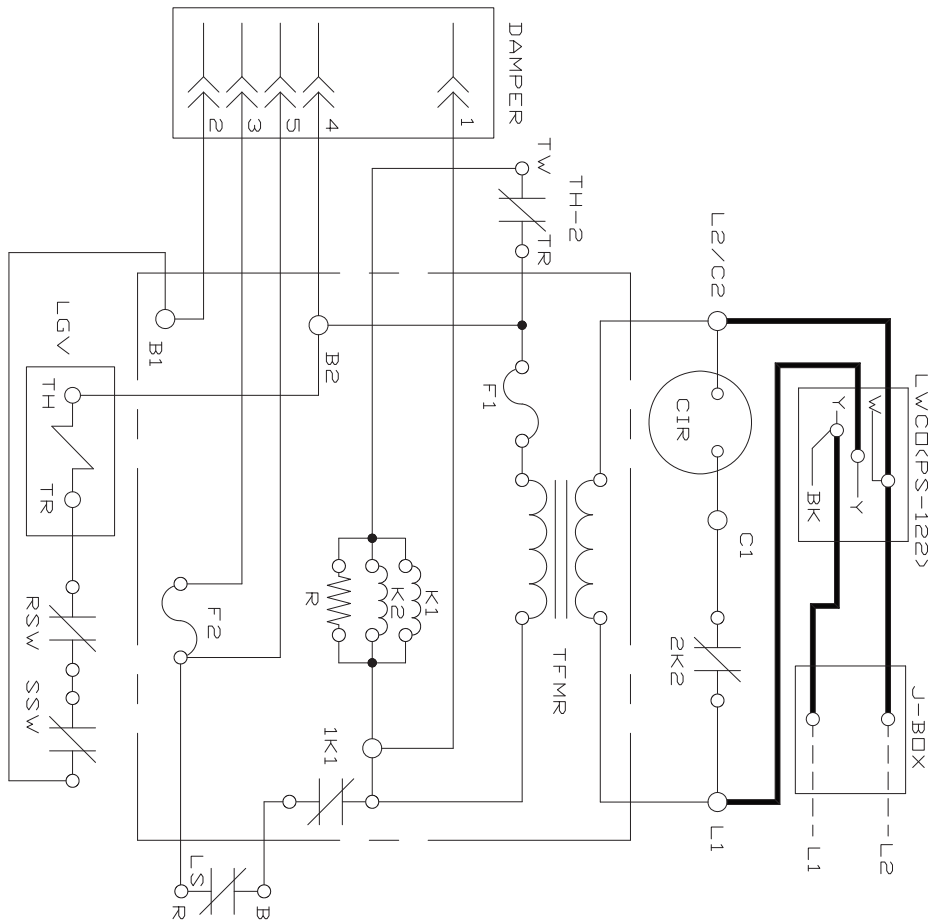 LWCO(PS-122)
J-BOX
W
L2
Y
Y
BK
L1
C1
L2/C2
L1
CIR
2K2
TH-2
TFMR
TW
TR
DAMPER
F1
1
K1
K2
R
4
B2
1K1
5
B
3
2
F2
LS
R
B1
LGV
TH
TR
RSW
SSW